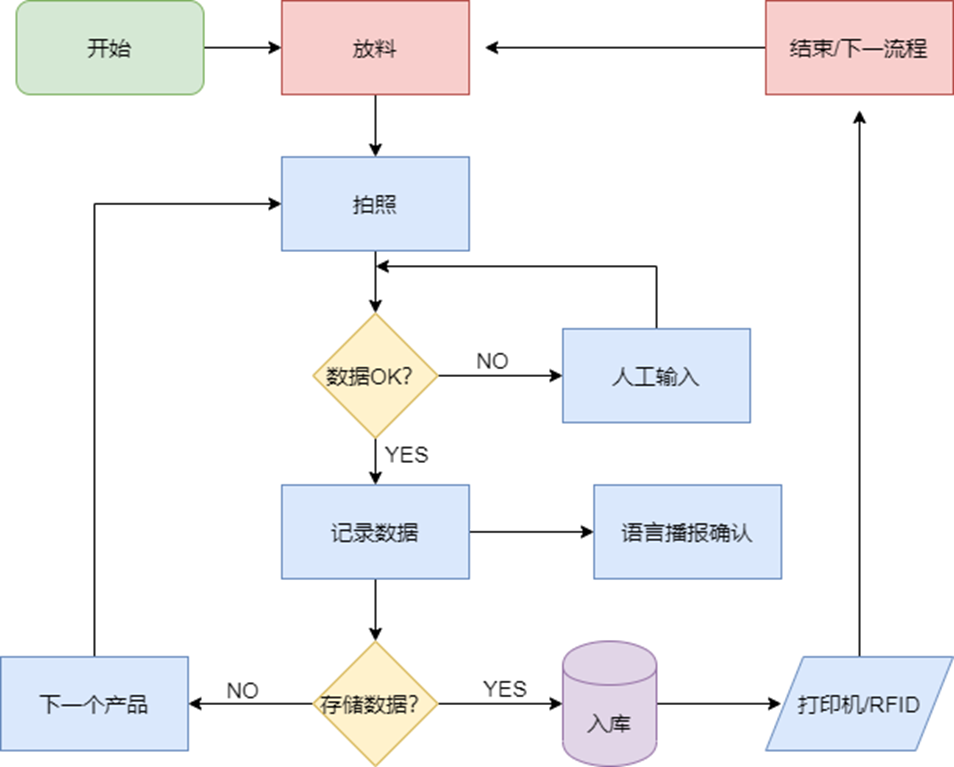 开始
放料
结束/下一流程
拍照
数据OK?
NO
人工输入
YES
记录数据
语言播报确认
下一个产品
NO
存储数据?
YES
入库
打印机/RFID